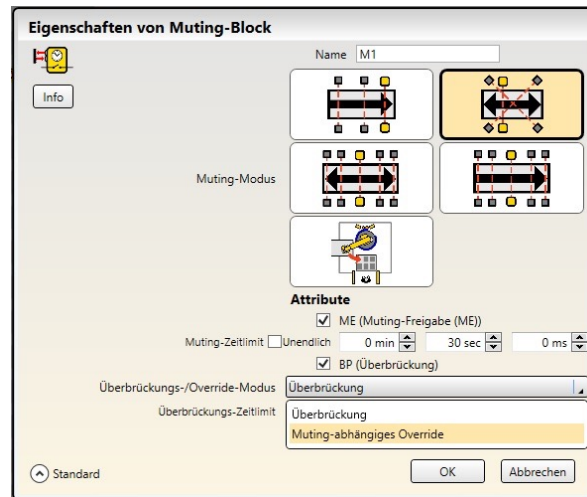 Eigenschaften von Muting-Block
Name M1
Info
Muting-Modus
Attribute
ME (Muting-Freigabe (ME))
Muting-Zeitlimit Unendlich 0 min 30 sec 0 ms
BP (Überbrückung)
Überbrückungs-/Override-Modus Überbrückung
Überbrückungs-Zeitlimit Überbrückung
Muting-abhängiges Override
Standard OK Abbrechen